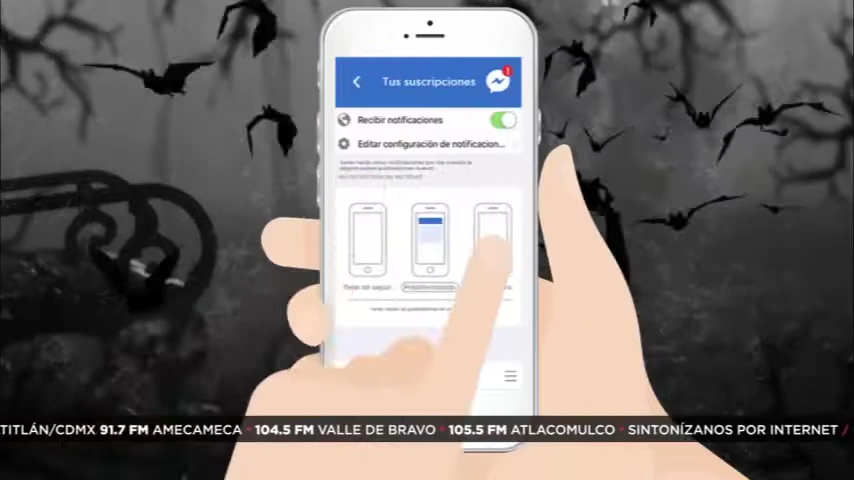 Tus suscripciones
1
Recibir notificaciones
Editar configuración de notificacion...
TITLÁN/CDMX 91.7 FM AMECAMECA • 104.5 FM VALLE DE BRAVO • 105.5 FM ATLACOMULCO • SINTONÍZANOS POR INTERNET /